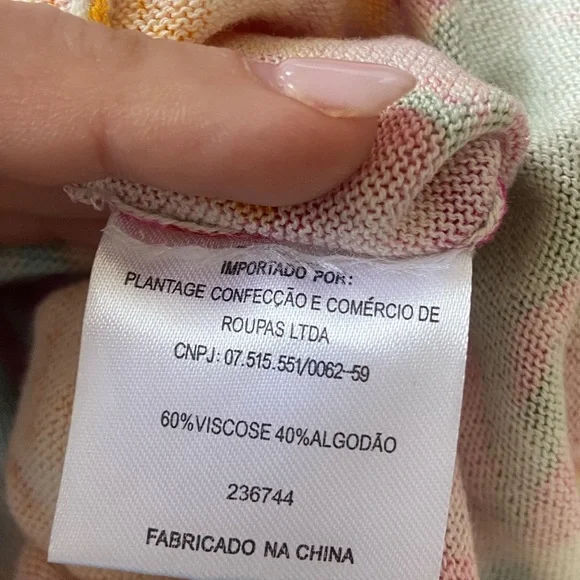 IMPORTADO POR:
PLANTAGE CONFECÇÃO E COMÉRCIO DE
ROUPAS LTDA
CNPJ: 07.515.551/0062-59
60%VISCOSE 40%ALGODÃO
236744
FABRICADO NA CHINA